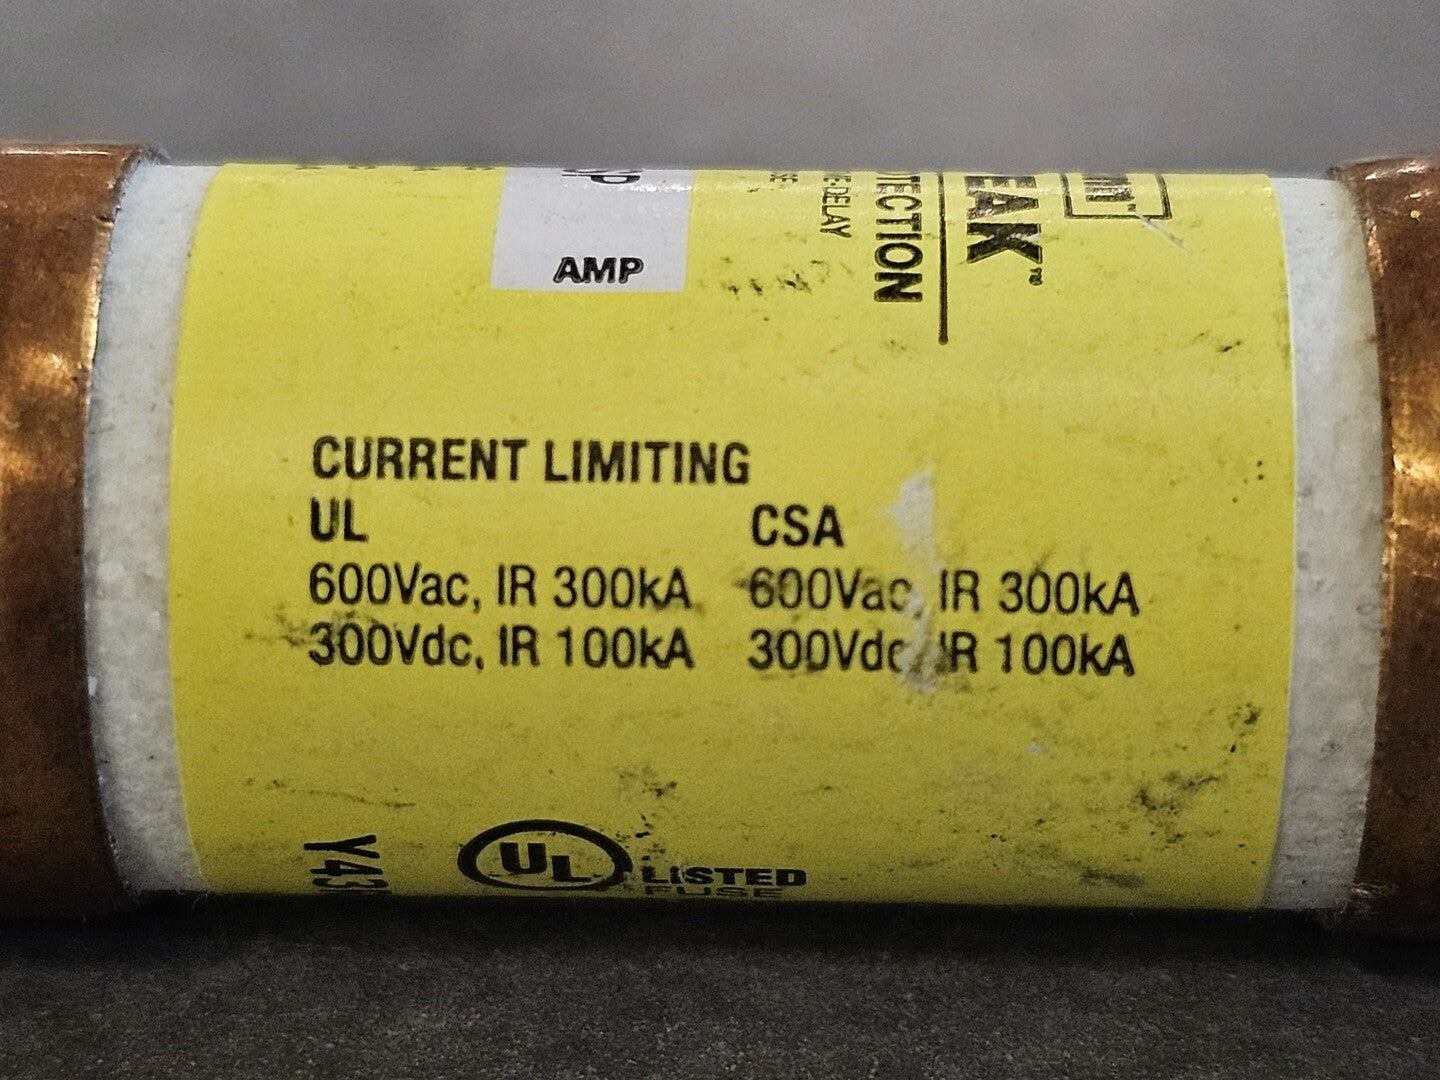 AMP
CURRENT LIMITING
UL
600Vac, IR 300kA
300Vdc, IR 100kA
CSA
600Vac, IR 300kA
300Vdc, IR 100kA
UL LISTED
FUSE